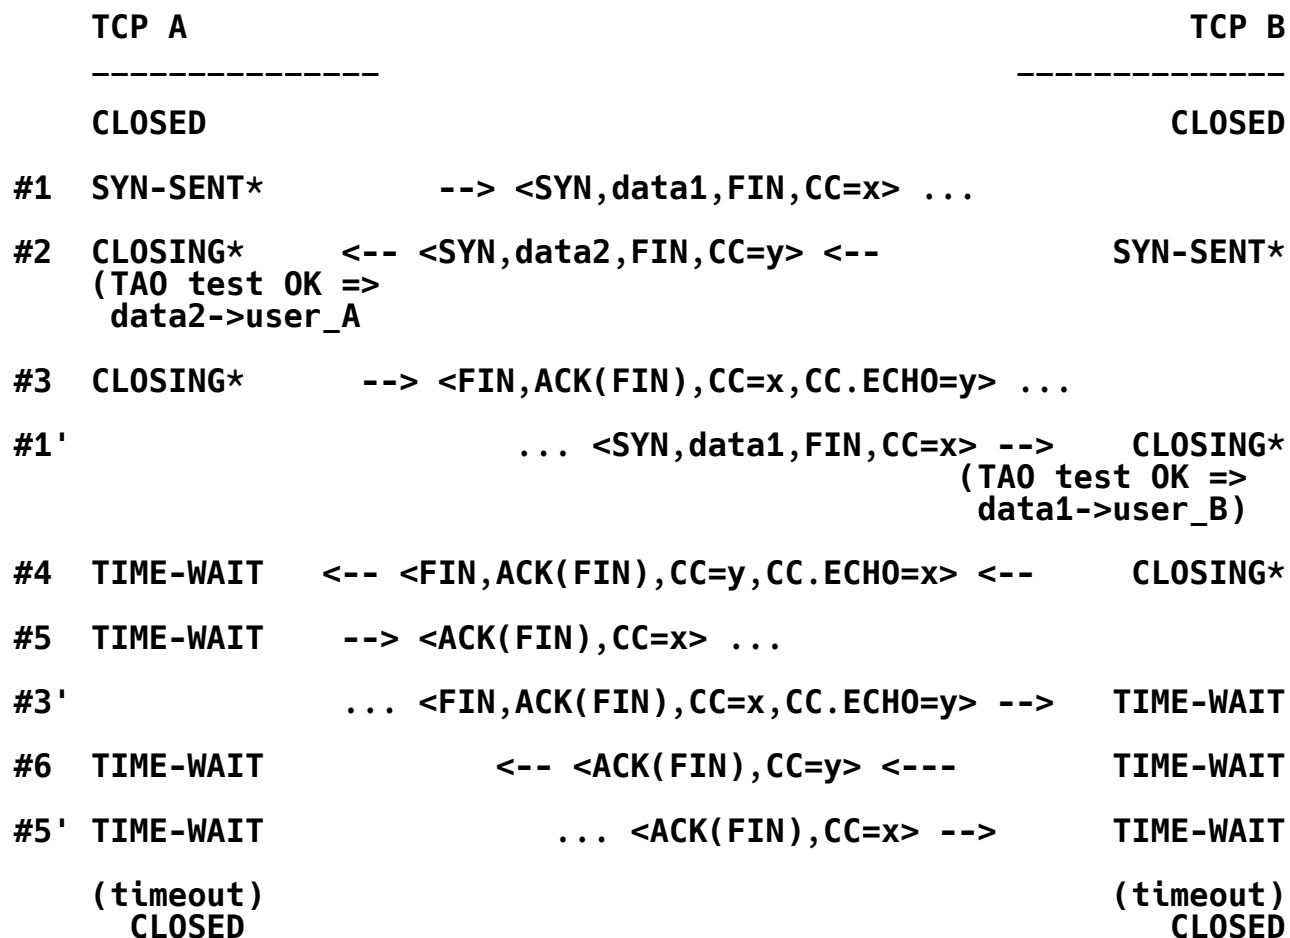 TCP A                                                    TCP B
_______________                                 ______________
CLOSED                                                  CLOSED
#1  SYN-SENT*         --> <SYN,data1,FIN,CC=x> ...
#2  CLOSING*     <-- <SYN,data2,FIN,CC=y> <--            SYN-SENT*
(TAO test OK =>
data2->user_A
#3  CLOSING*      --> <FIN,ACK(FIN),CC=x,CC.ECHO=y> ...
#1'                       ... <SYN,data1,FIN,CC=x> -->    CLOSING*
(TAO test OK =>
data1->user_B)
#4  TIME-WAIT   <-- <FIN,ACK(FIN),CC=y,CC.ECHO=x> <--     CLOSING*
#5  TIME-WAIT    --> <ACK(FIN),CC=x> ...
#3'              ... <FIN,ACK(FIN),CC=x,CC.ECHO=y> -->   TIME-WAIT
#6  TIME-WAIT            <-- <ACK(FIN),CC=y> <---        TIME-WAIT
#5' TIME-WAIT               ... <ACK(FIN),CC=x> -->      TIME-WAIT
(timeout)                                            (timeout)
CLOSED                                                CLOSED